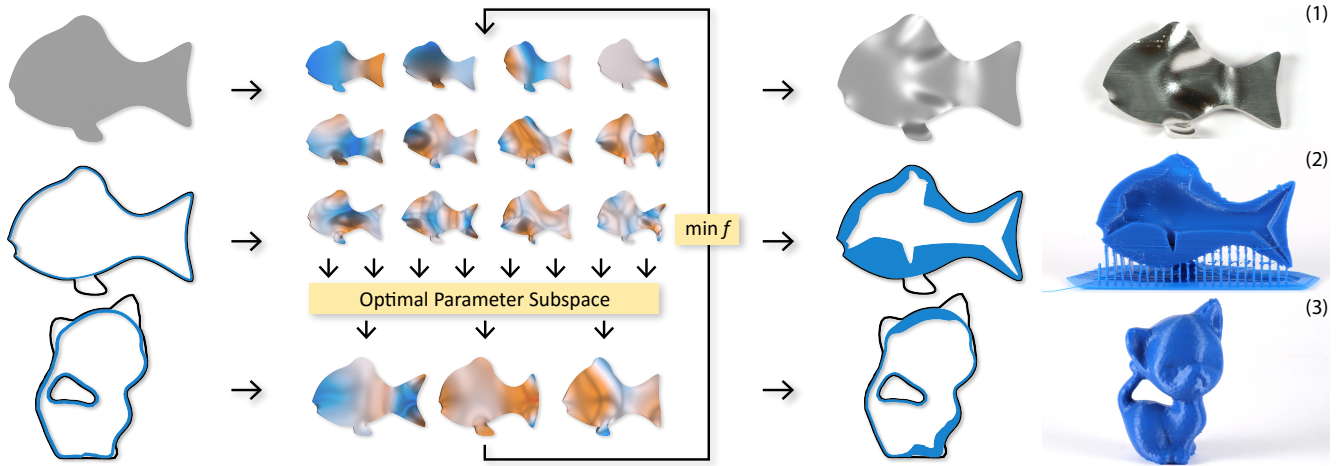 (1)
(2)
min f
Optimal Parameter Subspace
(3)